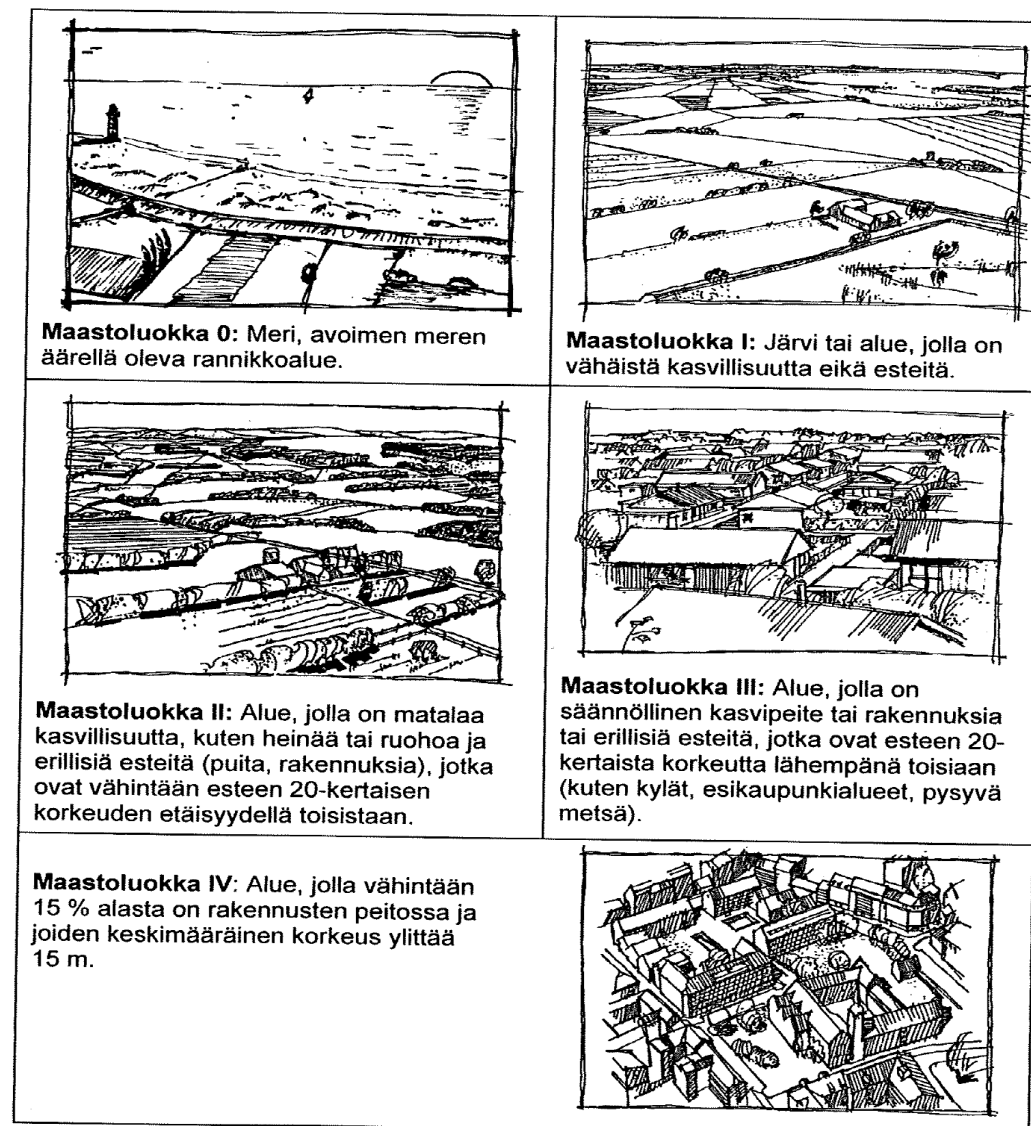 Maastoluokka 0: Meri, avoimen meren
äärellä oleva rannikkoalue.
Maastoluokka I: Järvi tai alue, jolla on
vähäistä kasvillisuutta eikä esteitä.
Maastoluokka II: Alue, jolla on matalaa
kasvillisuutta, kuten heinää tai ruohoa ja
erillisiä esteitä (puita, rakennuksia), jotka
ovat vähintään esteen 20-kertaisen
korkeuden etäisyydellä toisistaan.
Maastoluokka III: Alue, jolla on
säännöllinen kasvipeite tai rakennuksia
tai erillisiä esteitä, jotka ovat esteen 20-
kertaista korkeutta lähempänä toisiaan
(kuten kylät, esikaupunkialueet, pysyvä
metsä).
Maastoluokka IV: Alue, jolla vähintään
15 % alasta on rakennusten peitossa ja
joiden keskimääräinen korkeus ylittää
15 m.